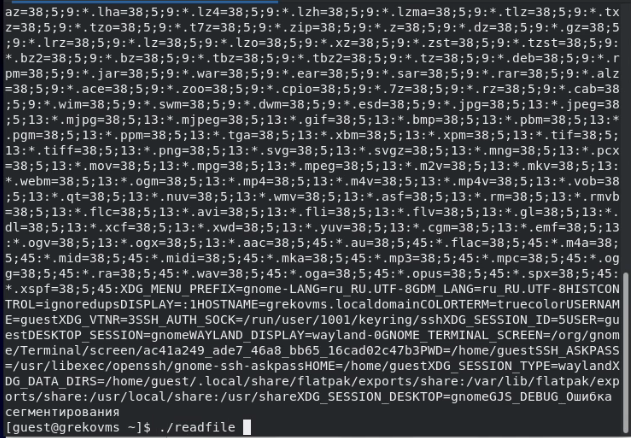 az=38;5;9:*.lha=38;5;9:*.lz4=38;5;9:*.lzh=38;5;9:*.lzma=38;5;9:*.tlz=38;5;9:*.tx
z=38;5;9:*.tzo=38;5;9:*.t7z=38;5;9:*.zip=38;5;9:*.z=38;5;9:*.dz=38;5;9:*.gz=38;5
;9:*.lrz=38;5;9:*.lz=38;5;9:*.lzo=38;5;9:*.xz=38;5;9:*.zst=38;5;9:*.tzst=38;5;9:
*.bz2=38;5;9:*.bz=38;5;9:*.tbz=38;5;9:*.tbz2=38;5;9:*.tz=38;5;9:*.deb=38;5;9:*.r
pm=38;5;9:*.jar=38;5;9:*.war=38;5;9:*.ear=38;5;9:*.sar=38;5;9:*.rar=38;5;9:*.alz
=38;5;9:*.ace=38;5;9:*.zoo=38;5;9:*.cpio=38;5;9:*.7z=38;5;9:*.rz=38;5;9:*.cab=38
;5;9:*.wim=38;5;9:*.swm=38;5;9:*.dwm=38;5;9:*.esd=38;5;9:*.jpg=38;5;13:*.jpeg=38
;5;13:*.mjpg=38;5;13:*.mjpeg=38;5;13:*.gif=38;5;13:*.bmp=38;5;13:*.pbm=38;5;13:*
.pgm=38;5;13:*.ppm=38;5;13:*.tga=38;5;13:*.xbm=38;5;13:*.xpm=38;5;13:*.tif=38;5;
13:*.tiff=38;5;13:*.png=38;5;13:*.svg=38;5;13:*.svgz=38;5;13:*.mng=38;5;13:*.pcx
=38;5;13:*.mov=38;5;13:*.mpg=38;5;13:*.mpeg=38;5;13:*.m2v=38;5;13:*.mkv=38;5;13:
*.webm=38;5;13:*.ogm=38;5;13:*.mp4=38;5;13:*.m4v=38;5;13:*.mp4v=38;5;13:*.vob=38
;5;13:*.qt=38;5;13:*.nuv=38;5;13:*.wmv=38;5;13:*.asf=38;5;13:*.rm=38;5;13:*.rmvb
=38;5;13:*.flc=38;5;13:*.avi=38;5;13:*.fli=38;5;13:*.flv=38;5;13:*.gl=38;5;13:*.
dl=38;5;13:*.xcf=38;5;13:*.xwd=38;5;13:*.yuv=38;5;13:*.cgm=38;5;13:*.emf=38;5;13
:*.ogv=38;5;13:*.ogx=38;5;13:*.aac=38;5;45:*.au=38;5;45:*.flac=38;5;45:*.m4a=38;
5;45:*.mid=38;5;45:*.midi=38;5;45:*.mka=38;5;45:*.mp3=38;5;45:*.mpc=38;5;45:*.og
g=38;5;45:*.ra=38;5;45:*.wav=38;5;45:*.oga=38;5;45:*.opus=38;5;45:*.spx=38;5;45:
*.xspf=38;5;45:XDG_MENU_PREFIX=gnome-LANG=ru_RU.UTF-8GDM_LANG=ru_RU.UTF-8HISTCON
TROL=ignoredupsDISPLAY=:1HOSTNAME=grekovms.localdomainCOLORTERM=truecolorUSERNAM
E=guestXDG_VTNR=3SSH_AUTH_SOCK=/run/user/1001/keyring/sshXDG_SESSION_ID=5USER=gu
estDESKTOP_SESSION=gnomeWAYLAND_DISPLAY=wayland-0GNOME_TERMINAL_SCREEN=/org/gnom
e/Terminal/screen/ac41a249_ade7_46a8_bb65_16cad02c47b3PWD=/home/guestSSH_ASKPASS
=/usr/libexec/openssh/gnome-ssh-askpassHOME=/home/guestXDG_SESSION_TYPE=waylandX
DG_DATA_DIRS=/home/guest/.local/share/flatpak/exports/share:/var/lib/flatpak/exp
orts/share:/usr/local/share:/usr/shareXDG_SESSION_DESKTOP=gnomeGJS_DEBUG_Ошибка
сегментирования
[guest@grekovms ~]$ ./readfile